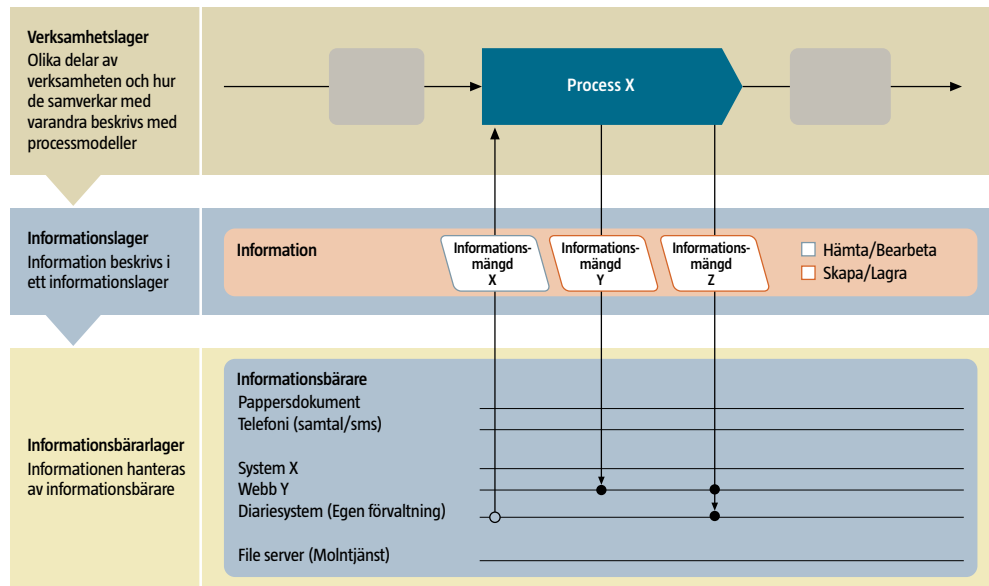 Verksamhetslager
Olika delar av
verksamheten och hur
de samverkar med
varandra beskrivs med
processmodeller
Process X
Informationslager
Information beskrivs i
ett informationslager
Information
Informations-
mängd
X
Informations-
mängd
Y
Informations-
mängd
Z
Hämta/Bearbeta
Skapa/Lagra
Informationsbärarlager
Informationen hanteras
av informationsbärare
Informationsbärare
Pappersdokument
Telefoni (samtal/sms)
System X
Webb Y
Diariesystem (Egen förvaltning)
File server (Molntjänst)